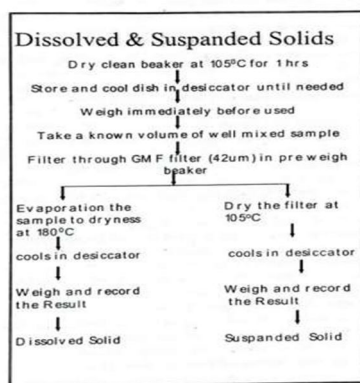 Dissolved & Suspanded Solids
Dry clean beaker at 105ºC for 1 hrs
Store and cool dish in desiccator until needed
Weigh immediately before used
Take a known volume of well mixed sample
Filter through GMF filter (42um) in pre weigh
beaker
Evaporation the
sample to dryness
at 180ºC
cools in desiccator
Weigh and record
the Result
Dissolved Solid
Dry the filter at
105ºC
cools in desiccator
Weigh and record
the Result
Suspanded Solid